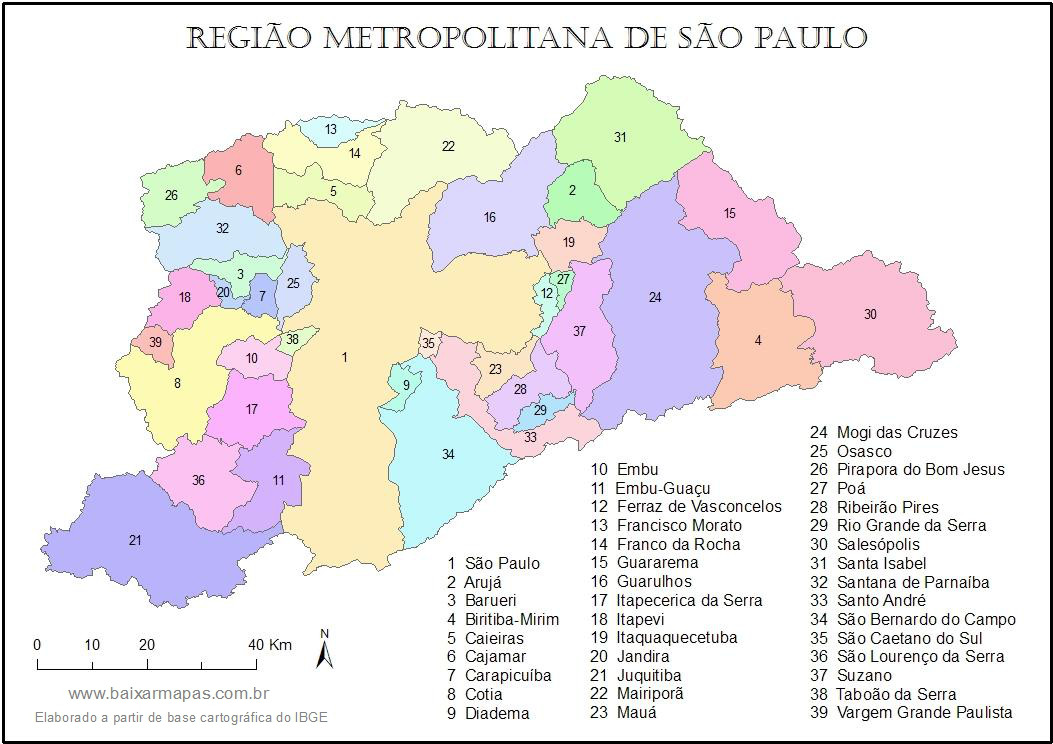 REGIÃO METROPOLITANA DE SÃO PAULO
13
31
14
22
6
5
2
26
15
16
32
19
3
27
20
7
25
12
18
24
30
37
38
39
1
35
4
10
23
9
8
28
17
29
33
34
36
11
21
1 São Paulo
2 Arujá
3 Barueri
4 Biritiba-Mirim
5 Caieiras
6 Cajamar
7 Carapicuíba
8 Cotia
9 Diadema
10 Embu
11 Embu-Guaçu
12 Ferraz de Vasconcelos
13 Francisco Morato
14 Franco da Rocha
15 Guararema
16 Guarulhos
17 Itapecerica da Serra
18 Itapevi
19 Itaquaquecetuba
20 Jandira
21 Juquitiba
22 Mairiporã
23 Mauá
24 Mogi das Cruzes
25 Osasco
26 Pirapora do Bom Jesus
27 Poá
28 Ribeirão Pires
29 Rio Grande da Serra
30 Salesópolis
31 Santa Isabel
32 Santana de Parnaíba
33 Santo André
34 São Bernardo do Campo
35 São Caetano do Sul
36 São Lourenço da Serra
37 Suzano
38 Taboão da Serra
39 Vargem Grande Paulista
0 10 20 40 Km
N
www.baixarmapas.com.br
Elaborado a partir de base cartográfica do IBGE